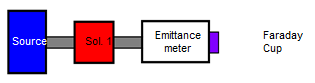 Source
Sol. 1
Emittance
meter
Faraday
Cup